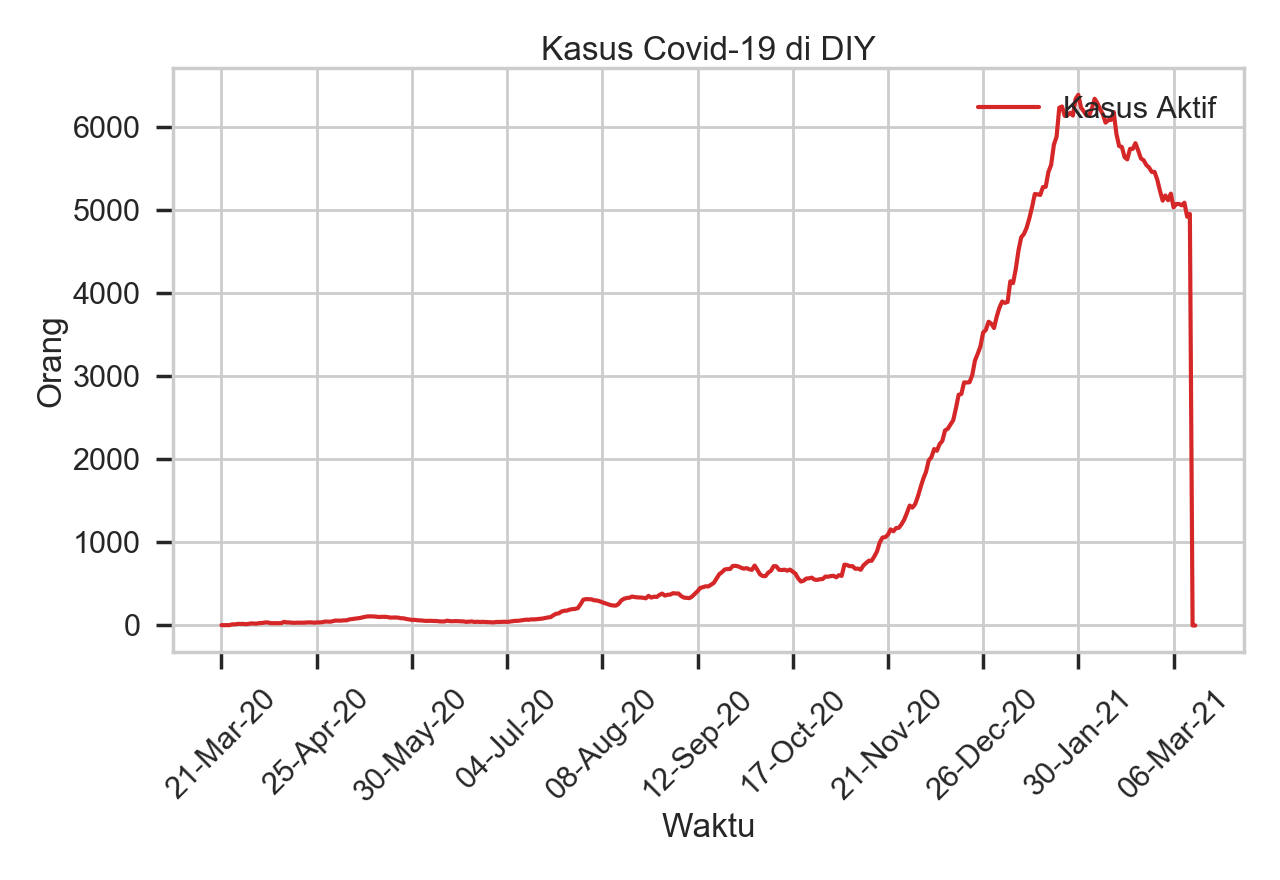 Kasus Covid-19 di DIY
Kasus Aktif
6000
5000
4000
3000
2000
1000
0
Orang
21-Mar-20
25-Apr-20
30-May-20
04-Jul-20
08-Aug-20
12-Sep-20
17-Oct-20
21-Nov-20
26-Dec-20
30-Jan-21
06-Mar-21
Waktu